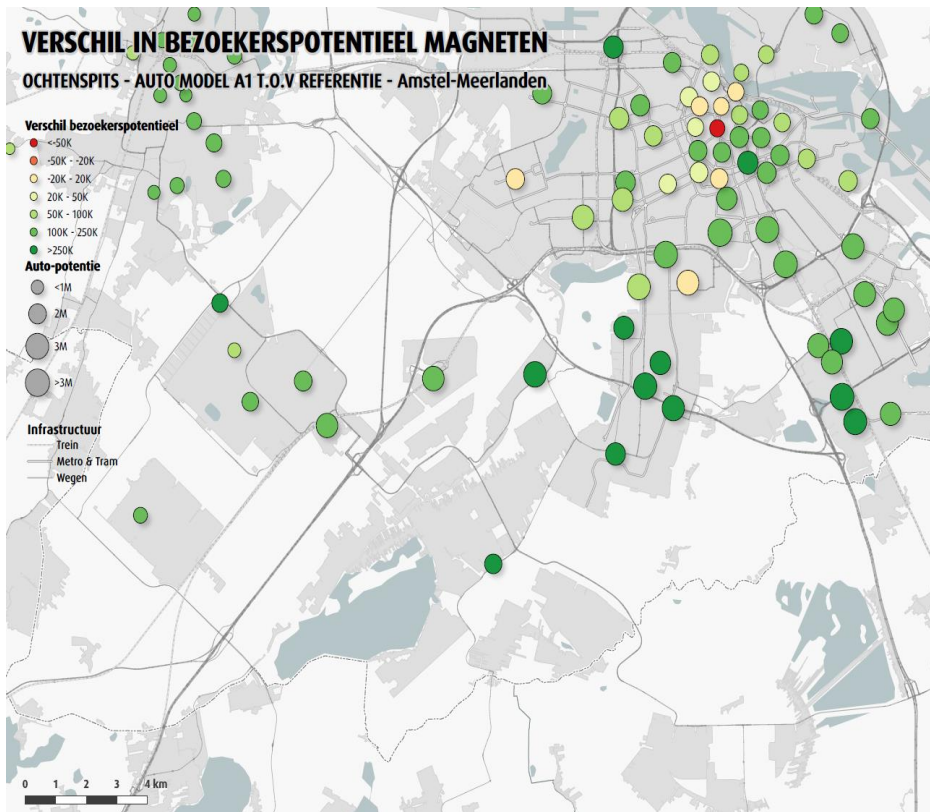 VERSCHIL IN BEZOEKERSPOTENTIEEL MAGNETEN
OCHTENSPITS - AUTO MODEL A1 T.O.V REFERENTIE - Amstel-Meerlanden
Verschil bezoekerspotentieel
<-50K
-50K - -20K
-20K - 20K
20K - 50K
50K - 100K
100K - 250K
>250K
Auto-potentie
<1M
2M
3M
>3M
Infrastructuur
Trein
Metro & Tram
Wegen
0 1 2 3 4 km